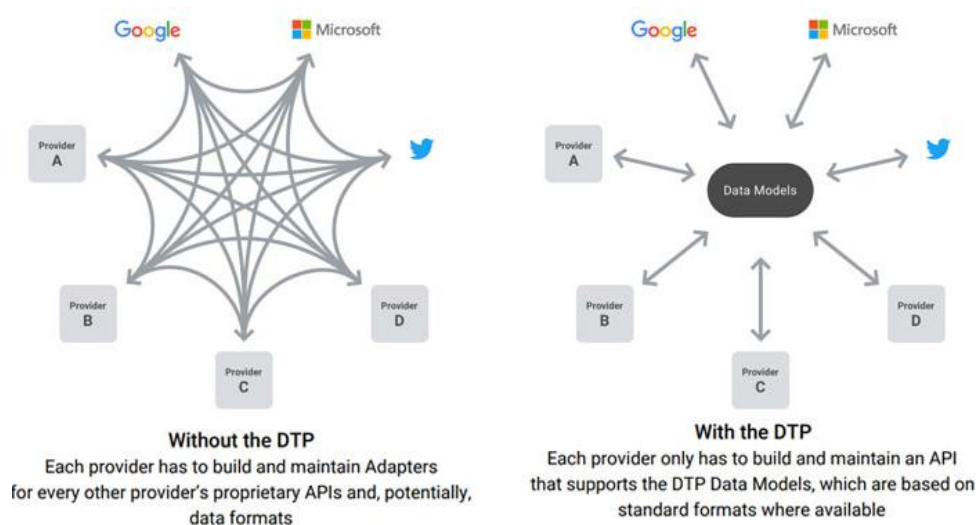 Google
Microsoft
Provider
A
Provider
B
Provider
C
Provider
D
Without the DTP
Each provider has to build and maintain Adapters
for every other provider's proprietary APIs and, potentially,
data formats
Google
Microsoft
Provider
A
Data Models
Provider
B
Provider
C
Provider
D
With the DTP
Each provider only has to build and maintain an API
that supports the DTP Data Models, which are based on
standard formats where available